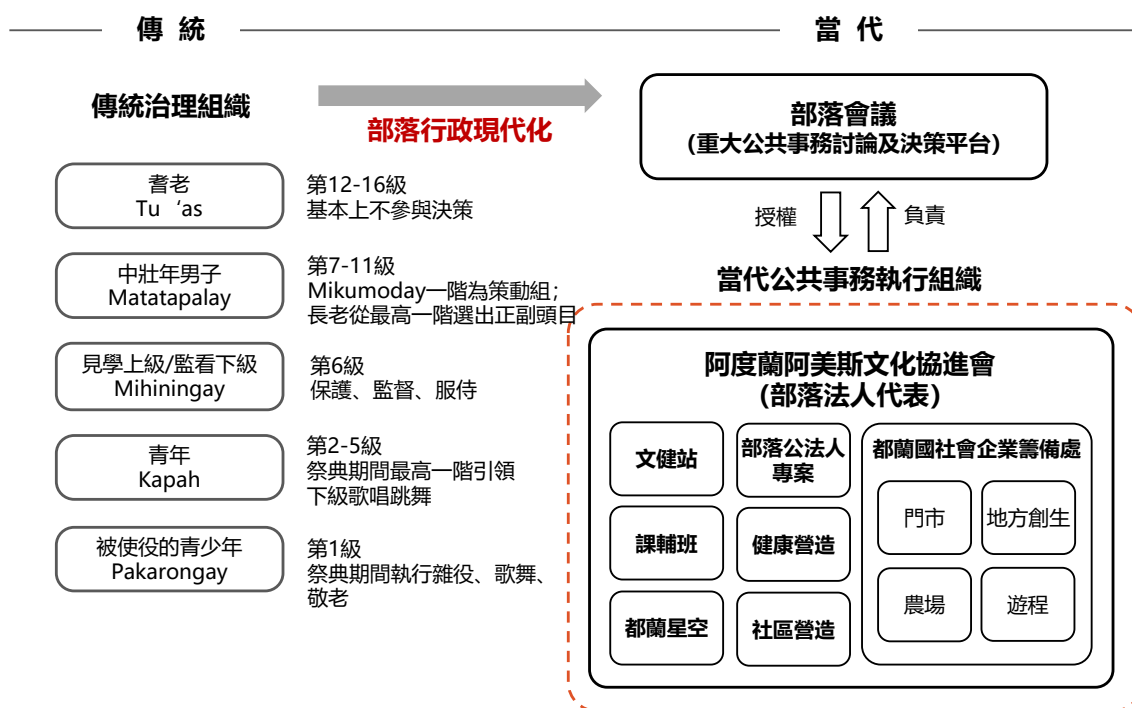 傳 統
當 代
傳統治理組織
部落行政現代化
耆老
Tu‘as
第12-16級
基本上不參與決策
中壯年男子
Matatapalay
第7-11級
Mikumoday一階為策動組;
長老從最高一階選出正副頭目
見學上級/監看下級
Mihiningay
第6級
保護、監督、服侍
青年
Kapah
第2-5級
祭典期間最高一階引領
下級歌唱跳舞
被使役的青少年
Pakarongay
第1級
祭典期間執行雜役、歌舞、
敬老
部落會議
(重大公共事務討論及決策平台)
授權
負責
當代公共事務執行組織
阿度蘭阿美斯文化協進會
(部落法人代表)
文健站
部落公法人
專案
課輔班
健康營造
都蘭星空
社區營造
都蘭國社會企業籌備處
門市
地方創生
農場
遊程